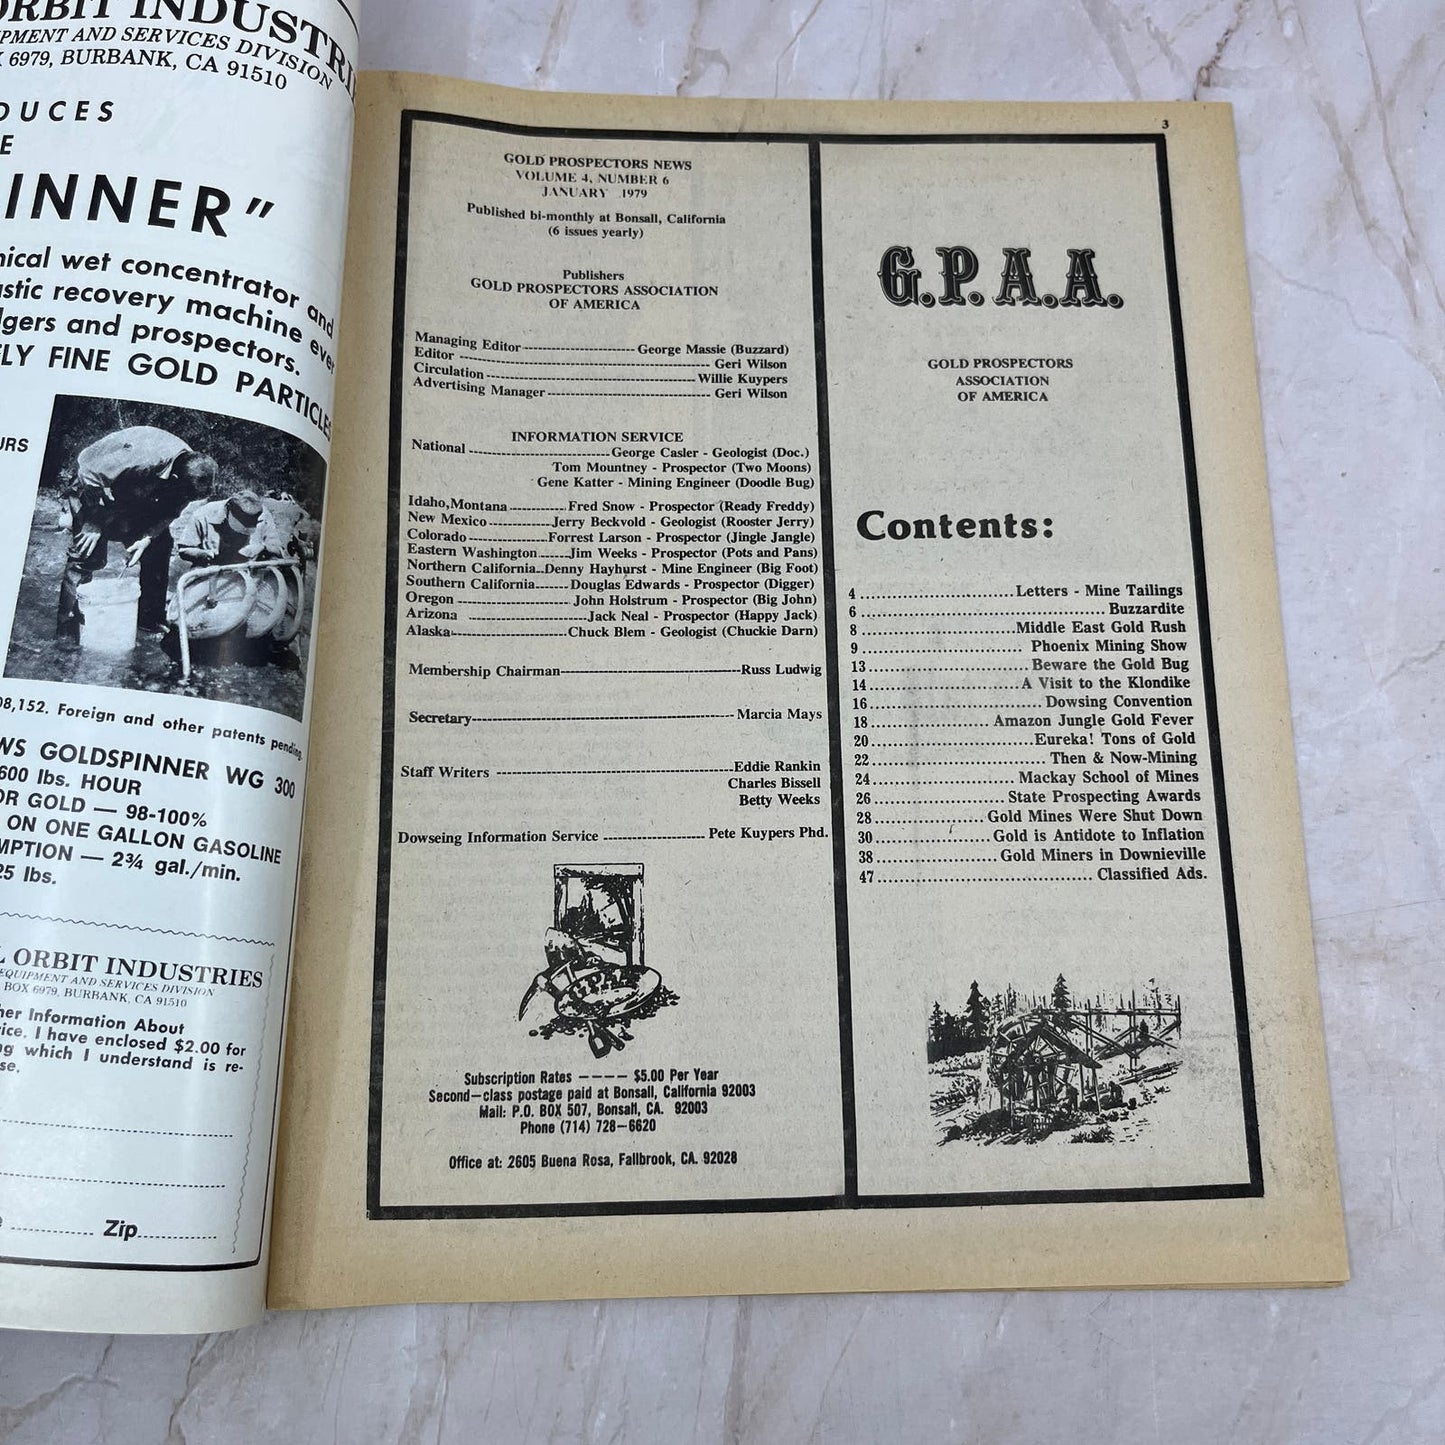 ORBIT INDUSTRIE
PMENT AND SERVICES DIVISION
6979, BURBANK, CA 91510
DUCES
E
INNER"
ical wet concentrator and
astic recovery machine ever
gers and prospectors.
LY FINE GOLD PARTICLES
URS
08,152. Foreign and other patents pending.
WS GOLDSPINNER WG 300
600 lbs. HOUR
OR GOLD — 98-100%
ON ONE GALLON GASOLINE
MPTION — 2¾ gal./min.
25 lbs.
L ORBIT INDUSTRIES
EQUIPMENT AND SERVICES DIVISION
BOX 6979, BURBANK, CA 91510
her Information About
ice. I have enclosed $2.00 for
ng which I understand is re-
se.
e .............. Zip..............
3
GOLD PROSPECTORS NEWS
VOLUME 4, NUMBER 6
JANUARY 1979
Published bi-monthly at Bonsall, California
(6 issues yearly)
Publishers
GOLD PROSPECTORS ASSOCIATION
OF AMERICA
Managing Editor------------------------George Massie (Buzzard)
Editor ------------------------Geri Wilson
Circulation------------------------Willie Kuypers
Advertising Manager------------------------Geri Wilson
INFORMATION SERVICE
National ------------------------George Casler - Geologist (Doc.)
Tom Mountney - Prospector (Two Moons)
Gene Katter - Mining Engineer (Doodle Bug)
Idaho,Montana------------Fred Snow - Prospector (Ready Freddy)
New Mexico------------Jerry Beckvold - Geologist (Rooster Jerry)
Colorado------------Forrest Larson - Prospector (Jingle Jangle)
Eastern Washington------Jim Weeks - Prospector (Pots and Pans)
Northern California--Denny Hayhurst - Mine Engineer (Big Foot)
Southern California-------Douglas Edwards - Prospector (Digger)
Oregon ------------------John Holstrum - Prospector (Big John)
Arizona ------------------Jack Neal - Prospector (Happy Jack)
Alaska------------------Chuck Blem - Geologist (Chuckie Darn)
Membership Chairman------------------------Russ Ludwig
Secretary------------------------Marcia Mays
Staff Writers ------------------------Eddie Rankin
Charles Bissell
Betty Weeks
Dowseing Information Service ------------------Pete Kuypers Phd.
G.P.A.A.
Subscription Rates ---- $5.00 Per Year
Second-class postage paid at Bonsall, California 92003
Mail: P.O. BOX 507, Bonsall, CA. 92003
Phone (714) 728-6620
Office at: 2605 Buena Rosa, Fallbrook, CA. 92028
G.P.A.A.
GOLD PROSPECTORS
ASSOCIATION
OF AMERICA
Contents:
4..............................Letters - Mine Tailings
6..............................Buzzardite
8..............................Middle East Gold Rush
9..............................Phoenix Mining Show
13..............................Beware the Gold Bug
14..............................A Visit to the Klondike
16..............................Dowsing Convention
18..............................Amazon Jungle Gold Fever
20..............................Eureka! Tons of Gold
22..............................Then & Now-Mining
24..............................Mackay School of Mines
26..............................State Prospecting Awards
28..............................Gold Mines Were Shut Down
30..............................Gold is Antidote to Inflation
38..............................Gold Miners in Downieville
47..............................Classified Ads.